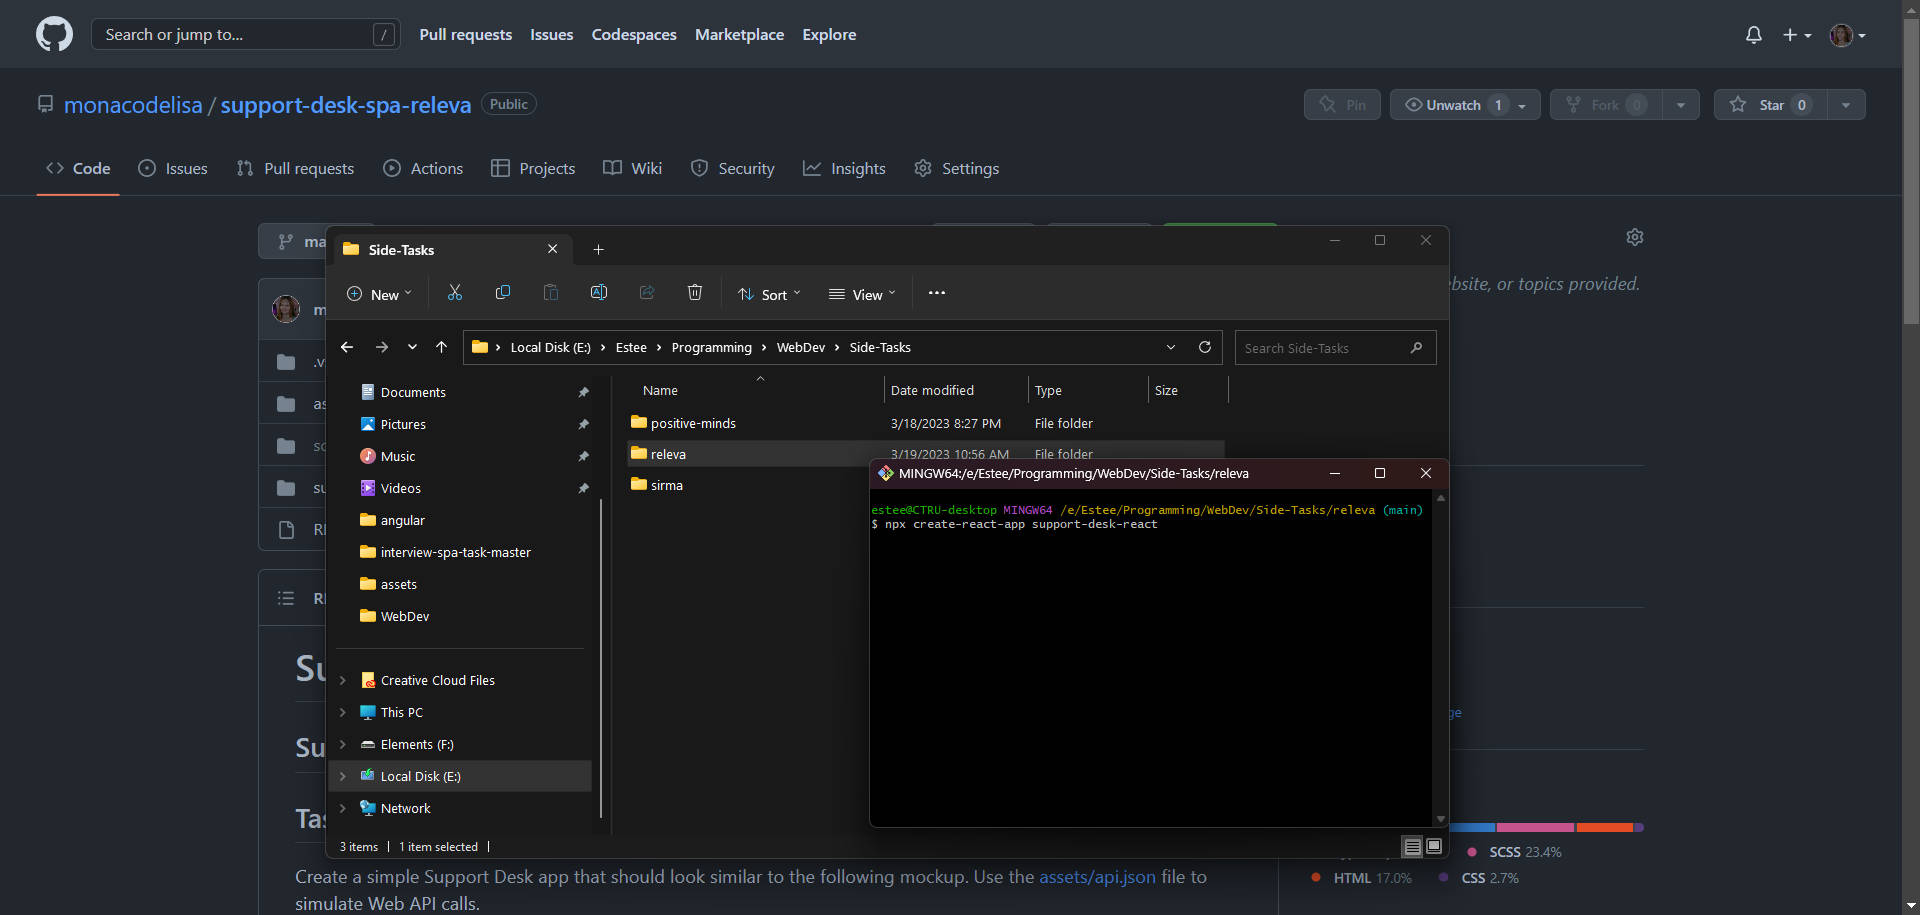 Search or jump to...
/
Pull requests
Issues
Codespaces
Marketplace
Explore
monacodelisa / support-desk-spa-releva
Public
Pin
Unwatch 1
Fork 0
Star 0
Code
Issues
Pull requests
Actions
Projects
Wiki
Security
Insights
Settings
ma
Side-Tasks
New
Sort
View
Local Disk (E:) > Estee > Programming > WebDev > Side-Tasks
Search Side-Tasks
Documents
Pictures
Music
Videos
angular
interview-spa-task-master
assets
WebDev
Creative Cloud Files
This PC
Elements (F:)
Local Disk (E:)
Network
Name
Date modified
Type
Size
positive-minds
3/18/2023 8:27 PM
File folder
releva
3/19/2023 10:56 AM
File folder
sirma
3 items
1 item selected
MINGW64:/e/Estee/Programming/WebDev/Side-Tasks/releva
estee@CTRU-desktop MINGW64 /e/Estee/Programming/WebDev/Side-Tasks/releva (main)
$ npx create-react-app support-desk-react
m
.v
as
sc
su
RE
Su
Su
Tas
Create a simple Support Desk app that should look similar to the following mockup. Use the assets/api.json file to
simulate Web API calls.
bsite, or topics provided.
ge
SCSS 23.4%
HTML 17.0%
CSS 2.7%